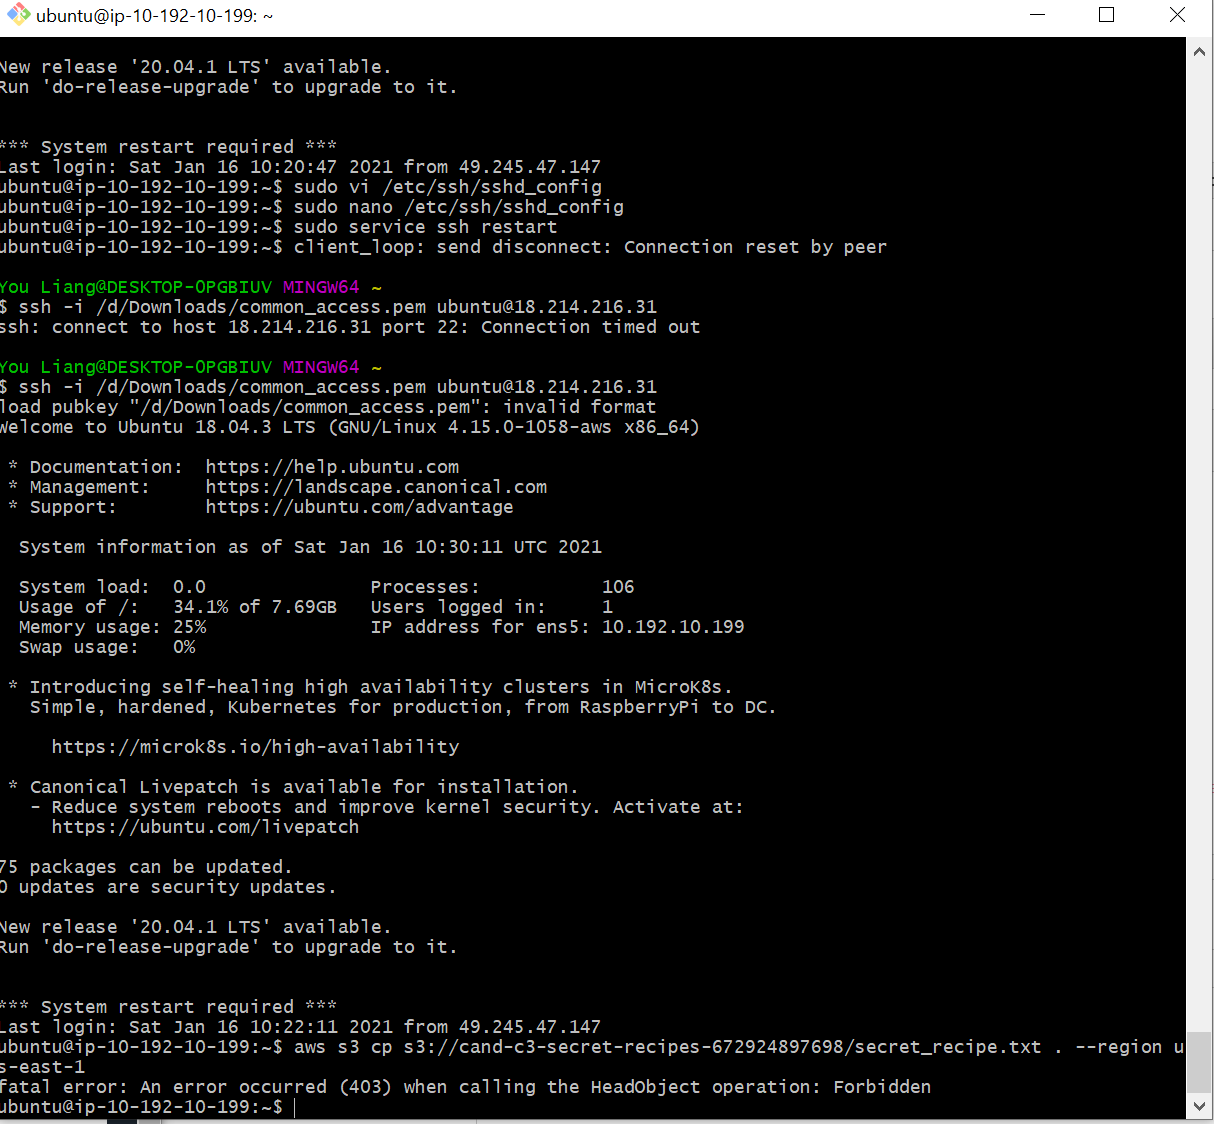 ubuntu@ip-10-192-10-199: ~
New release '20.04.1 LTS' available.
Run 'do-release-upgrade' to upgrade to it.
*** System restart required ***
Last login: Sat Jan 16 10:20:47 2021 from 49.245.47.147
ubuntu@ip-10-192-10-199:~$ sudo vi /etc/ssh/sshd_config
ubuntu@ip-10-192-10-199:~$ sudo nano /etc/ssh/sshd_config
ubuntu@ip-10-192-10-199:~$ sudo service ssh restart
ubuntu@ip-10-192-10-199:~$ client_loop: send disconnect: Connection reset by peer
You Liang@DESKTOP-OPGBIUV MINGW64 ~
$ ssh -i /d/Downloads/common_access.pem ubuntu@18.214.216.31
ssh: connect to host 18.214.216.31 port 22: Connection timed out
You Liang@DESKTOP-OPGBIUV MINGW64 ~
$ ssh -i /d/Downloads/common_access.pem ubuntu@18.214.216.31
load pubkey "/d/Downloads/common_access.pem": invalid format
Welcome to Ubuntu 18.04.3 LTS (GNU/Linux 4.15.0-1058-aws x86_64)
* Documentation:  https://help.ubuntu.com
* Management:     https://landscape.canonical.com
* Support:        https://ubuntu.com/advantage
System information as of Sat Jan 16 10:30:11 UTC 2021
System load:  0.0               Processes:           106
Usage of /:   34.1% of 7.69GB   Users logged in:     1
Memory usage: 25%               IP address for ens5: 10.192.10.199
Swap usage:   0%
* Introducing self-healing high availability clusters in MicroK8s.
Simple, hardened, Kubernetes for production, from RaspberryPi to DC.
https://microk8s.io/high-availability
* Canonical Livepatch is available for installation.
- Reduce system reboots and improve kernel security. Activate at:
https://ubuntu.com/livepatch
75 packages can be updated.
0 updates are security updates.
New release '20.04.1 LTS' available.
Run 'do-release-upgrade' to upgrade to it.
*** System restart required ***
Last login: Sat Jan 16 10:22:11 2021 from 49.245.47.147
ubuntu@ip-10-192-10-199:~$ aws s3 cp s3://cand-c3-secret-recipes-672924897698/secret_recipe.txt . --region u
s-east-1
fatal error: An error occurred (403) when calling the HeadObject operation: Forbidden
ubuntu@ip-10-192-10-199:~$